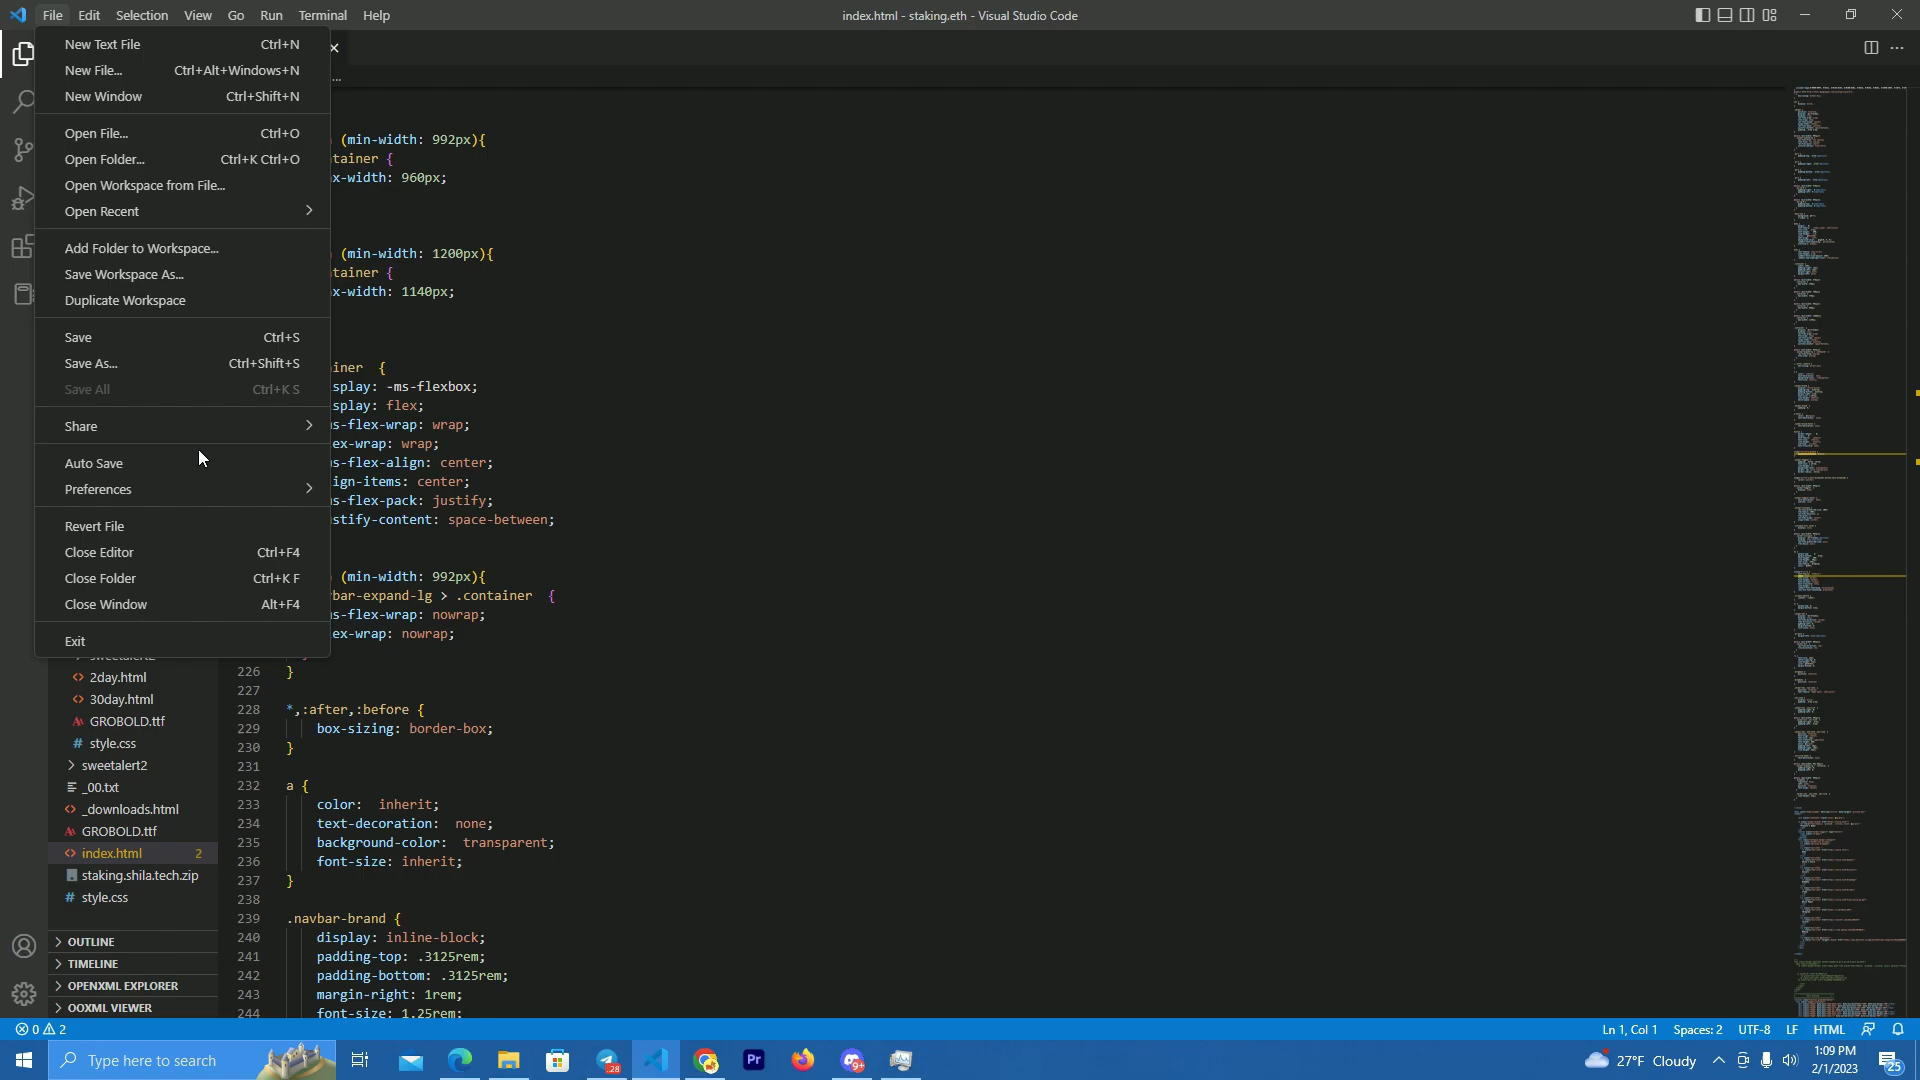 File Edit Selection View Go Run Terminal Help
index.html - staking.eth - Visual Studio Code
New Text File Ctrl+N
New File... Ctrl+Alt+Windows+N
New Window Ctrl+Shift+N
Open File... Ctrl+O
Open Folder... Ctrl+K Ctrl+O
Open Workspace from File...
Open Recent
Add Folder to Workspace...
Save Workspace As...
Duplicate Workspace
Save Ctrl+S
Save As... Ctrl+Shift+S
Save All Ctrl+K S
Share
Auto Save
Preferences
Revert File
Close Editor Ctrl+F4
Close Folder Ctrl+K F
Close Window Alt+F4
Exit
...
(min-width: 992px){
tainer {
x-width: 960px;
(min-width: 1200px){
tainer {
x-width: 1140px;
iner {
splay: -ms-flexbox;
splay: flex;
s-flex-wrap: wrap;
ex-wrap: wrap;
s-flex-align: center;
ign-items: center;
s-flex-pack: justify;
stify-content: space-between;
(min-width: 992px){
bar-expand-lg > .container {
s-flex-wrap: nowrap;
ex-wrap: nowrap;
226 }
227
228 *,:after,:before {
229 box-sizing: border-box;
230 }
231
232 a {
233 color: inherit;
234 text-decoration: none;
235 background-color: transparent;
236 font-size: inherit;
237 }
238
239 .navbar-brand {
240 display: inline-block;
241 padding-top: .3125rem;
242 padding-bottom: .3125rem;
243 margin-right: 1rem;
244 font-size: 1.25rem;
sweetalert2
2day.html
30day.html
GROBOLD.ttf
style.css
sweetalert2
_00.txt
_downloads.html
GROBOLD.ttf
index.html 2
staking.shila.tech.zip
style.css
OUTLINE
TIMELINE
OPENXML EXPLORER
OOXML VIEWER
0 2
Ln 1, Col 1 Spaces: 2 UTF-8 LF HTML
Type here to search
28
Pr
9+
27°F Cloudy
1:09 PM
2/1/2023
25